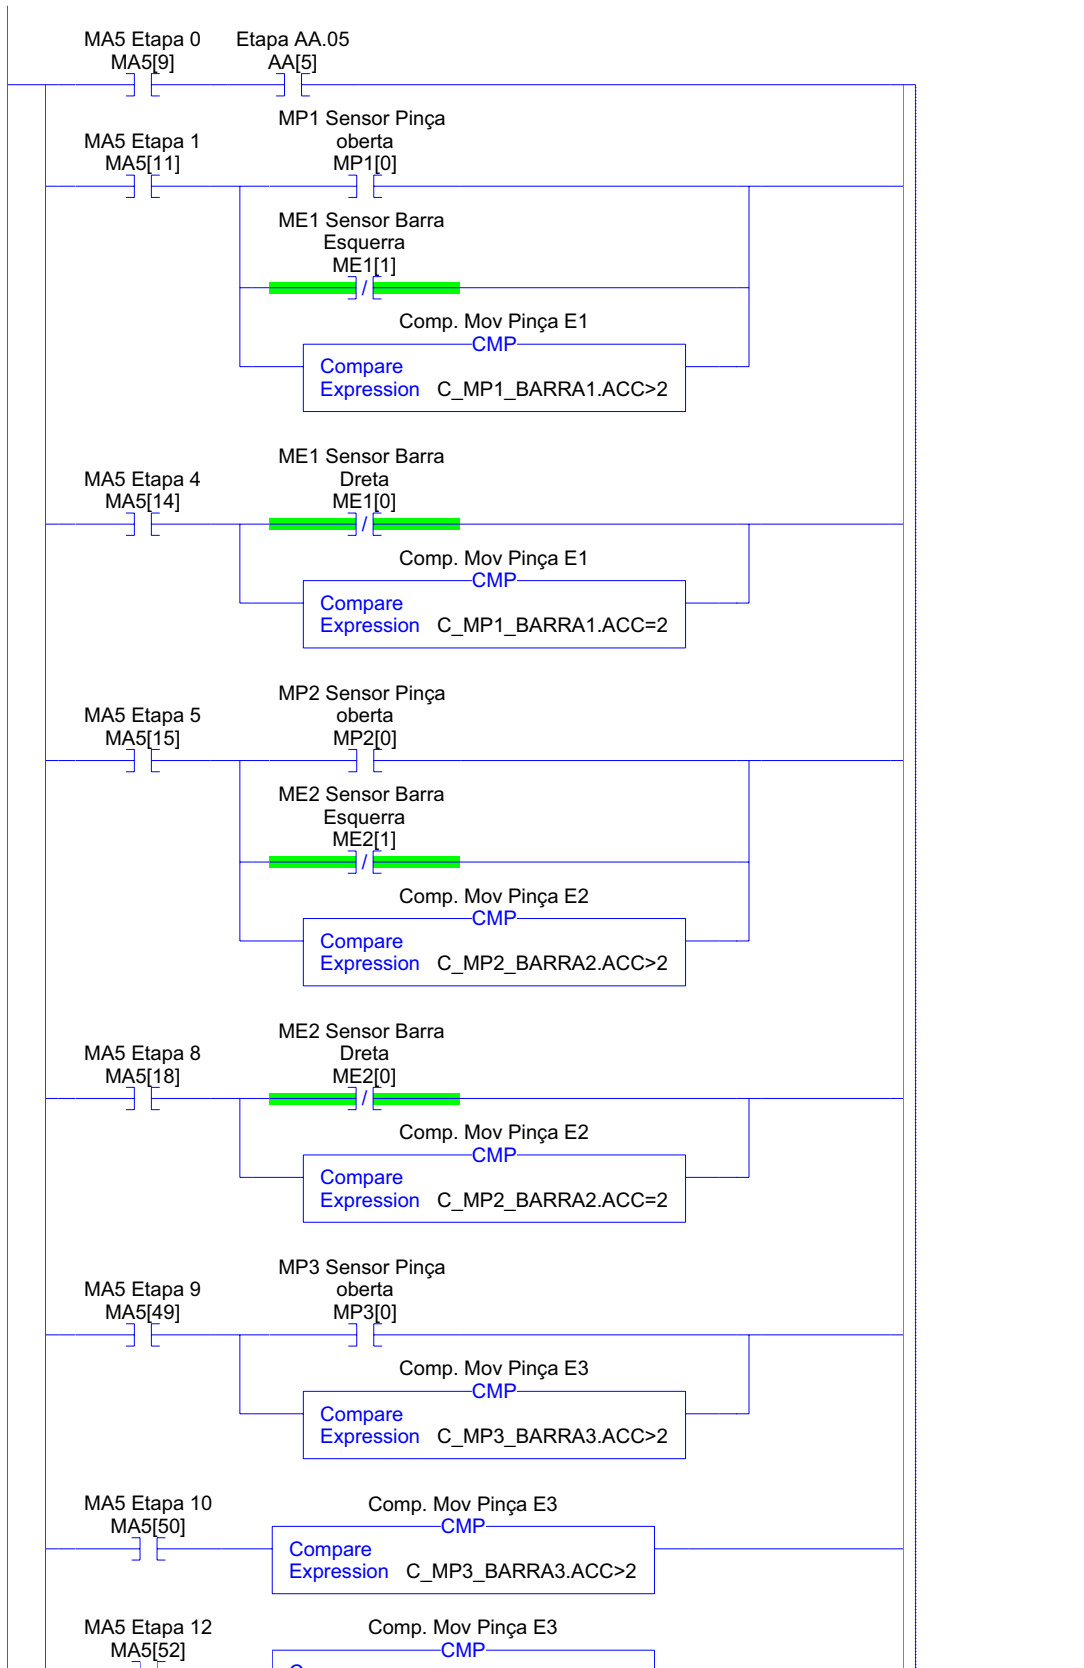 MA5 Etapa 0 Etapa AA.05
MA5[9] AA[5]
MP1 Sensor Pinça
MA5 Etapa 1 oberta
MA5[11] MP1[0]
ME1 Sensor Barra
Esquerra
ME1[1]
/
Comp. Mov Pinça E1
CMP
Compare
Expression C_MP1_BARRA1.ACC>2
ME1 Sensor Barra
MA5 Etapa 4 Dreta
MA5[14] ME1[0]
/
Comp. Mov Pinça E1
CMP
Compare
Expression C_MP1_BARRA1.ACC=2
MP2 Sensor Pinça
MA5 Etapa 5 oberta
MA5[15] MP2[0]
ME2 Sensor Barra
Esquerra
ME2[1]
/
Comp. Mov Pinça E2
CMP
Compare
Expression C_MP2_BARRA2.ACC>2
ME2 Sensor Barra
MA5 Etapa 8 Dreta
MA5[18] ME2[0]
/
Comp. Mov Pinça E2
CMP
Compare
Expression C_MP2_BARRA2.ACC=2
MP3 Sensor Pinça
MA5 Etapa 9 oberta
MA5[49] MP3[0]
Comp. Mov Pinça E3
CMP
Compare
Expression C_MP3_BARRA3.ACC>2
MA5 Etapa 10 Comp. Mov Pinça E3
MA5[50] CMP
Compare
Expression C_MP3_BARRA3.ACC>2
MA5 Etapa 12 Comp. Mov Pinça E3
MA5[52] CMP